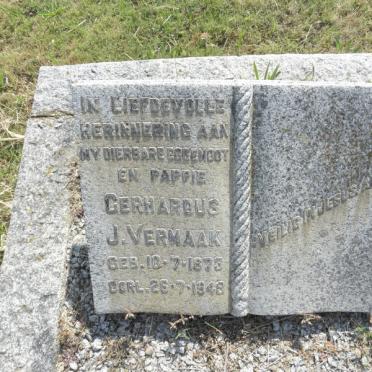 IN LIEFDEVOLLE
HERINNERING AAN
MY DIERBARE EGGENOOT
EN PAPPIE
GERHARDUS
J. VERMAAK
GEB. 10-7-1873
OORL. 26-7-1948
VEILIG IN JESUS